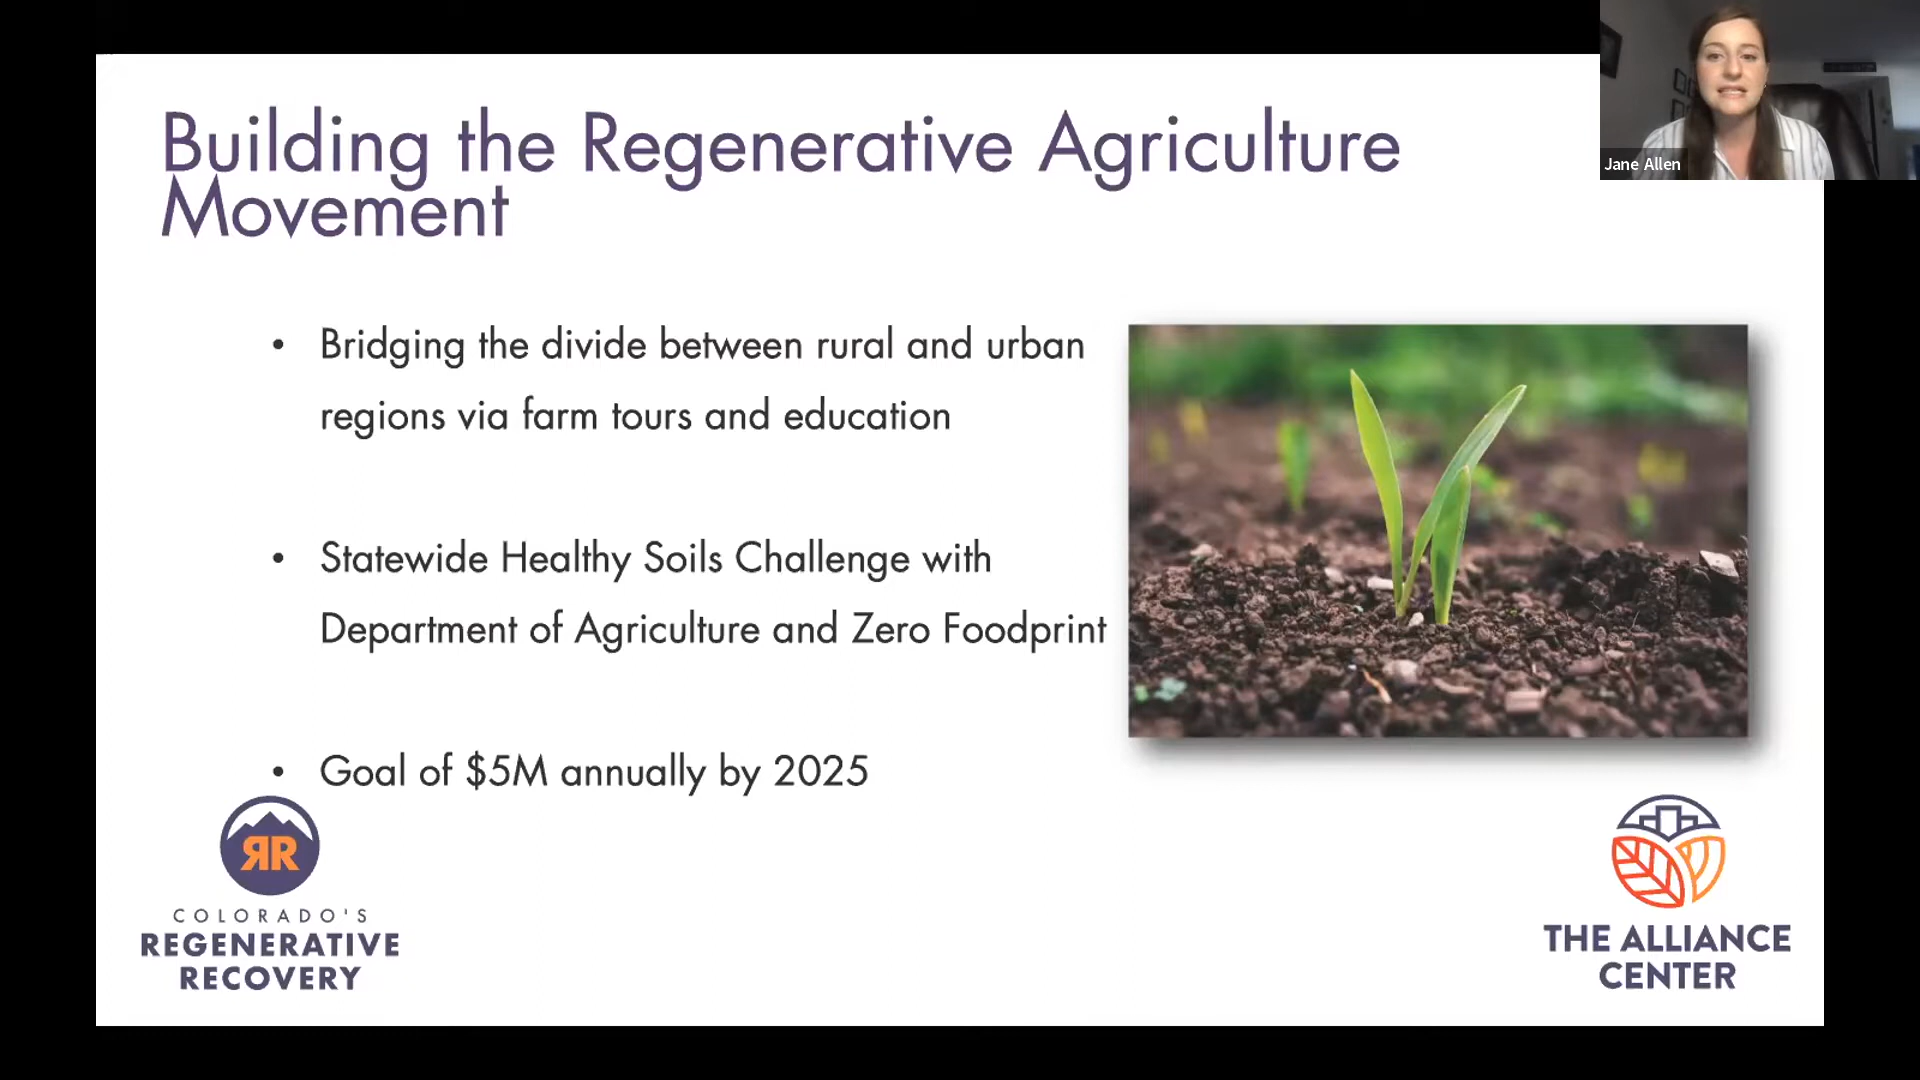 Building the Regenerative Agriculture
Movement
Jane Allen
• Bridging the divide between rural and urban
regions via farm tours and education
• Statewide Healthy Soils Challenge with
Department of Agriculture and Zero Foodprint
• Goal of $5M annually by 2025
ЯR
COLORADO'S
REGENERATIVE
RECOVERY
THE ALLIANCE
CENTER